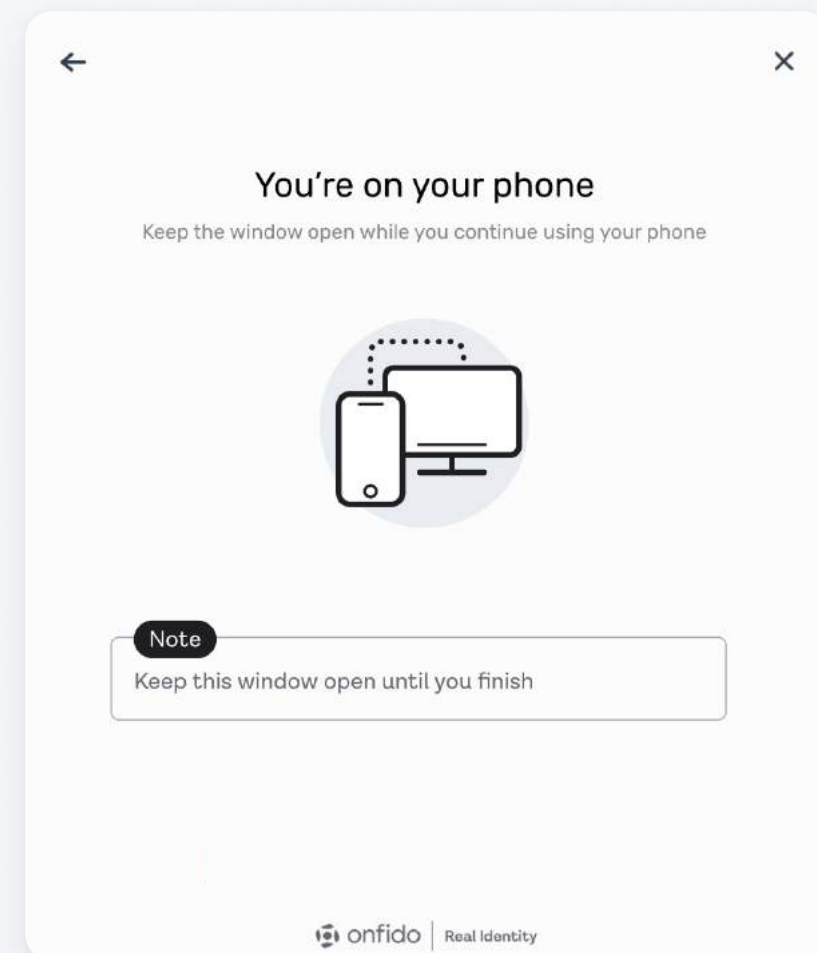 You're on your phone
Keep the window open while you continue using your phone
Note
Keep this window open until you finish
onfido | Real Identity